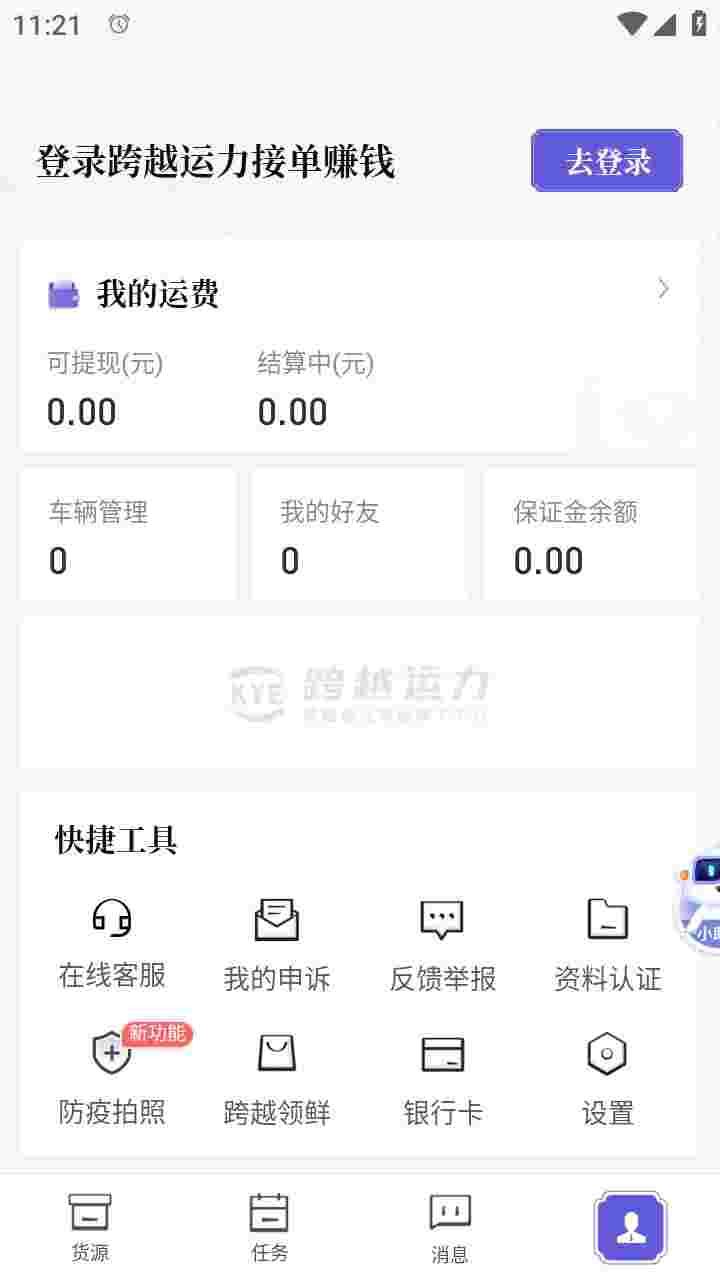 11:21
登录跨越运力接单赚钱
去登录
我的运费
可提现(元) 结算中(元)
0.00 0.00
车辆管理 我的好友 保证金余额
0 0 0.00
KYE 跨越运力
快捷工具
在线客服 我的申诉 反馈举报 资料认证
新功能
防疫拍照 跨越领鲜 银行卡 设置
货源 任务 消息